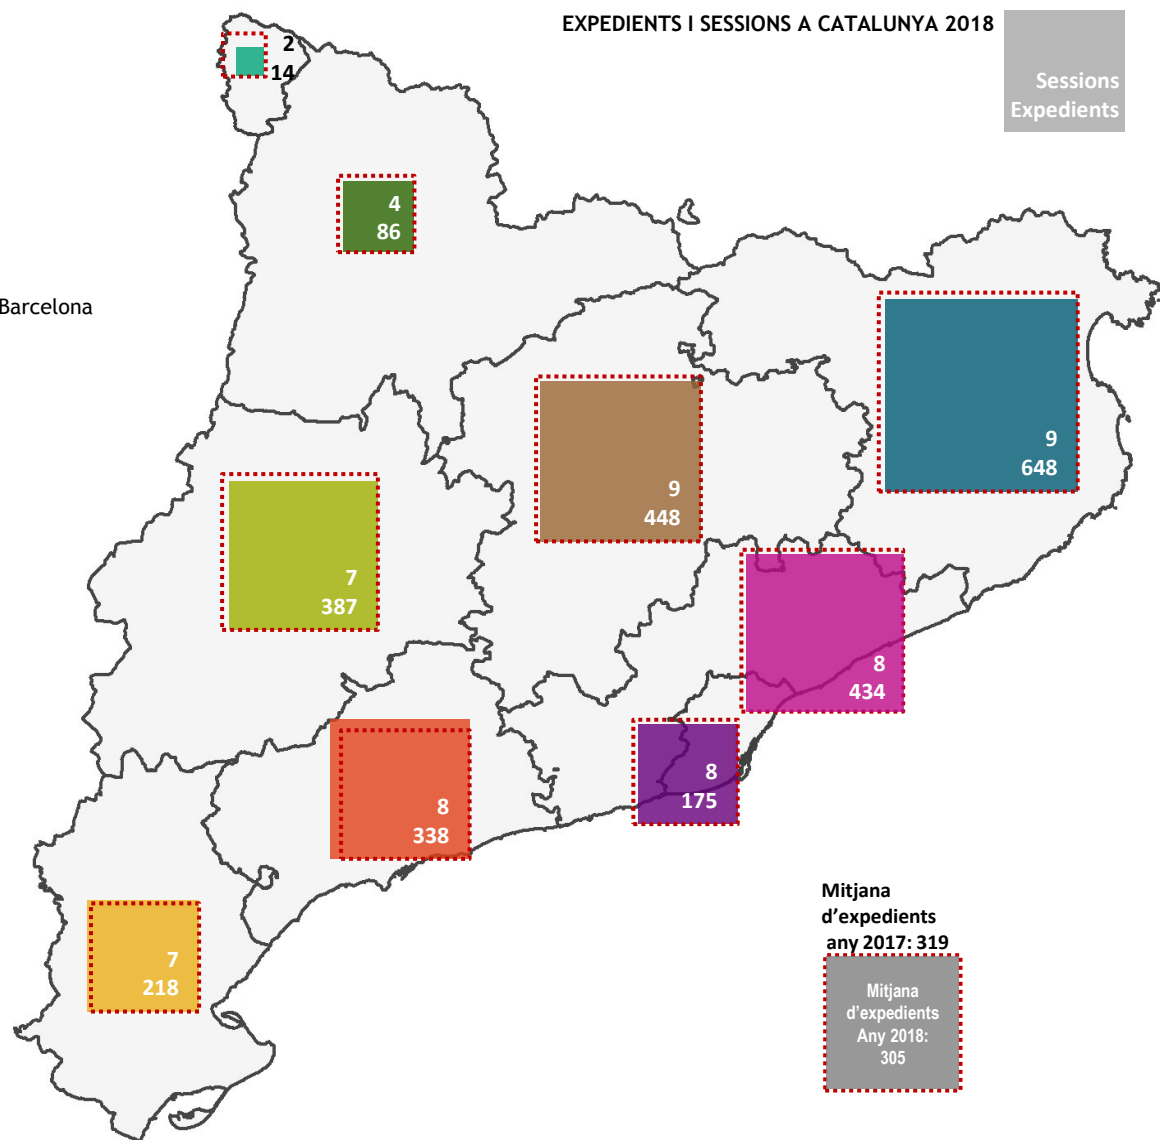 EXPEDIENTS I SESSIONS A CATALUNYA 2018
Sessions
Expedients
2
14
4
86
Barcelona
9
648
9
448
7
387
8
434
8
175
8
338
7
218
Mitjana
d’expedients
any 2017: 319
Mitjana
d’expedients
Any 2018:
305